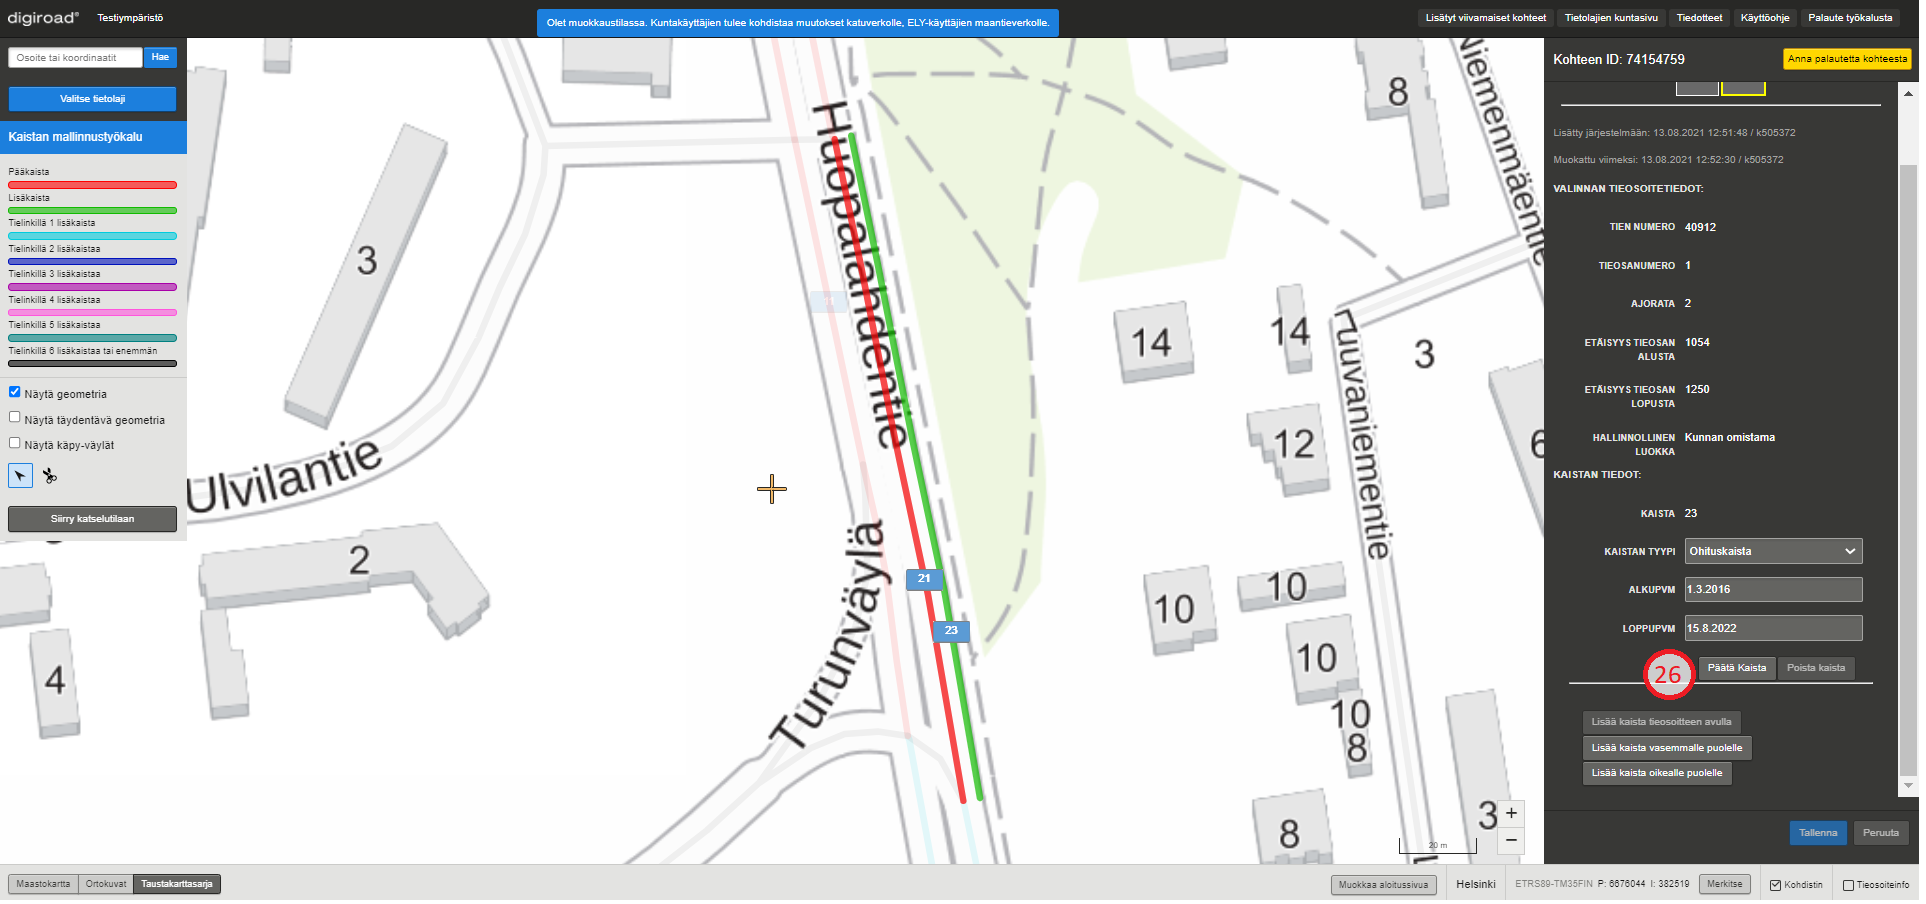 digiroad®
Testiympäristö
Olet muokkaustilassa. Kuntakäyttäjien tulee kohdistaa muutokset katuverkolle, ELY-käyttäjien maantieverkolle.
Lisätyt viivamaiset kohteet
Tietolajien kuntasivu
Tiedotteet
Käyttöohje
Palaute työkalusta
Osoite tai koordinaatit
Hae
Valitse tietolaji
Kaistan mallinnustyökalu
Pääkaista
Lisäkaista
Tielinkillä 1 lisäkaista
Tielinkillä 2 lisäkaistaa
Tielinkillä 3 lisäkaistaa
Tielinkillä 4 lisäkaistaa
Tielinkillä 5 lisäkaistaa
Tielinkillä 6 lisäkaistaa tai enemmän
Näytä geometria
Näytä täydentävä geometria
Näytä käpy-väylät
Siirry katselutilaan
Huopalahdentie
Niemenmäentie
Luuvaniementie
Ulvilantie
Turunväylä
3
8
14
14
3
12
6
2
4
10
10
10
10
8
8
3
21
23
20 m
+
−
Kohteen ID: 74154759
Anna palautetta kohteesta
Lisätty järjestelmään: 13.08.2021 12:51:48 / k505372
Muokattu viimeksi: 13.08.2021 12:52:30 / k505372
VALINNAN TIEOSOITETIEDOT:
TIEN NUMERO 40912
TIEOSANUMERO 1
AJORATA 2
ETÄISYYS TIEOSAN ALUSTA 1054
ETÄISYYS TIEOSAN LOPUSTA 1250
HALLINNOLLINEN LUOKKA Kunnan omistama
KAISTAN TIEDOT:
KAISTA 23
KAISTAN TYYPI Ohituskaista
ALKUPVM 1.3.2016
LOPPUPVM 15.8.2022
26
Päätä Kaista
Poista kaista
Lisää kaista tieosoitteen avulla
Lisää kaista vasemmalle puolelle
Lisää kaista oikealle puolelle
Tallenna
Peruuta
Maastokartta
Ortokuvat
Taustakarttasarja
Muokkaa aloitussivua
Helsinki
ETRS89-TM35FIN P: 6676044 I: 382519
Merkitse
Kohdistin
Tieosoiteinfo